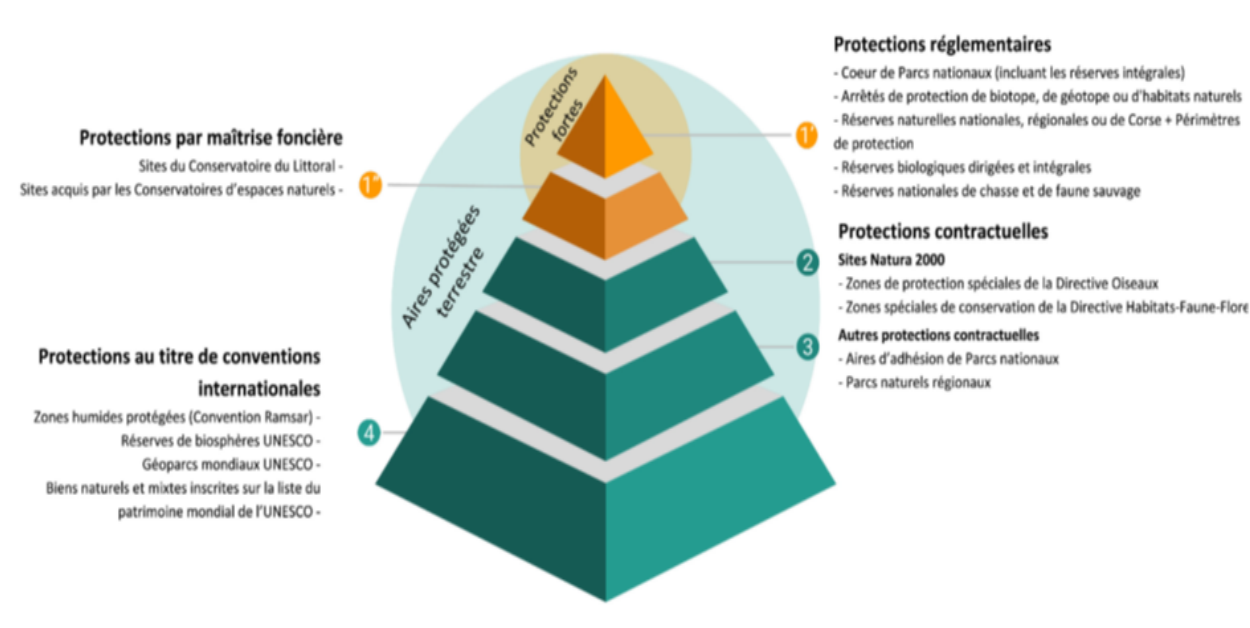 Protections réglementaires
- Coeur de Parcs nationaux (incluant les réserves intégrales)
- Arrêtés de protection de biotope, de géotope ou d'habitats naturels
- Réserves naturelles nationales, régionales ou de Corse + Périmètres
de protection
- Réserves biologiques dirigées et intégrales
- Réserves nationales de chasse et de faune sauvage
1'
Protections
fortes
Protections par maîtrise foncière
Sites du Conservatoire du Littoral -
Sites acquis par les Conservatoires d'espaces naturels -
1"
Aires protégées
terrestre
Protections contractuelles
Sites Natura 2000
- Zones de protection spéciales de la Directive Oiseaux
- Zones spéciales de conservation de la Directive Habitats-Faune-Flore
2
Autres protections contractuelles
- Aires d'adhésion de Parcs nationaux
- Parcs naturels régionaux
3
Protections au titre de conventions
internationales
Zones humides protégées (Convention Ramsar) -
Réserves de biosphères UNESCO -
Géoparcs mondiaux UNESCO -
Biens naturels et mixtes inscrites sur la liste du
patrimoine mondial de l'UNESCO -
4